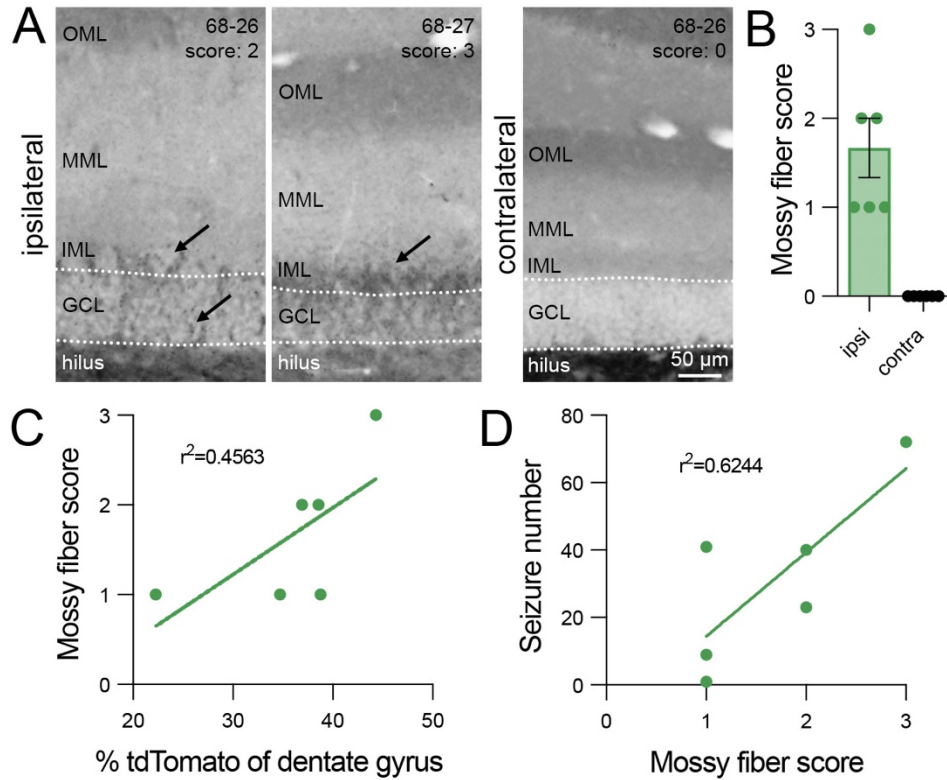 A
ipsilateral
OML
68-26
score: 2
MML
IML
GCL
hilus
68-27
score: 3
OML
MML
IML
GCL
hilus
contralateral
68-26
score: 0
OML
MML
IML
GCL
hilus
50 µm
B
Mossy fiber score
3
2
1
0
ipsi
contra
C
Mossy fiber score
3
2
1
0
r²=0.4563
20 30 40 50
% tdTomato of dentate gyrus
D
Seizure number
80
60
40
20
0
r²=0.6244
0 1 2 3
Mossy fiber score